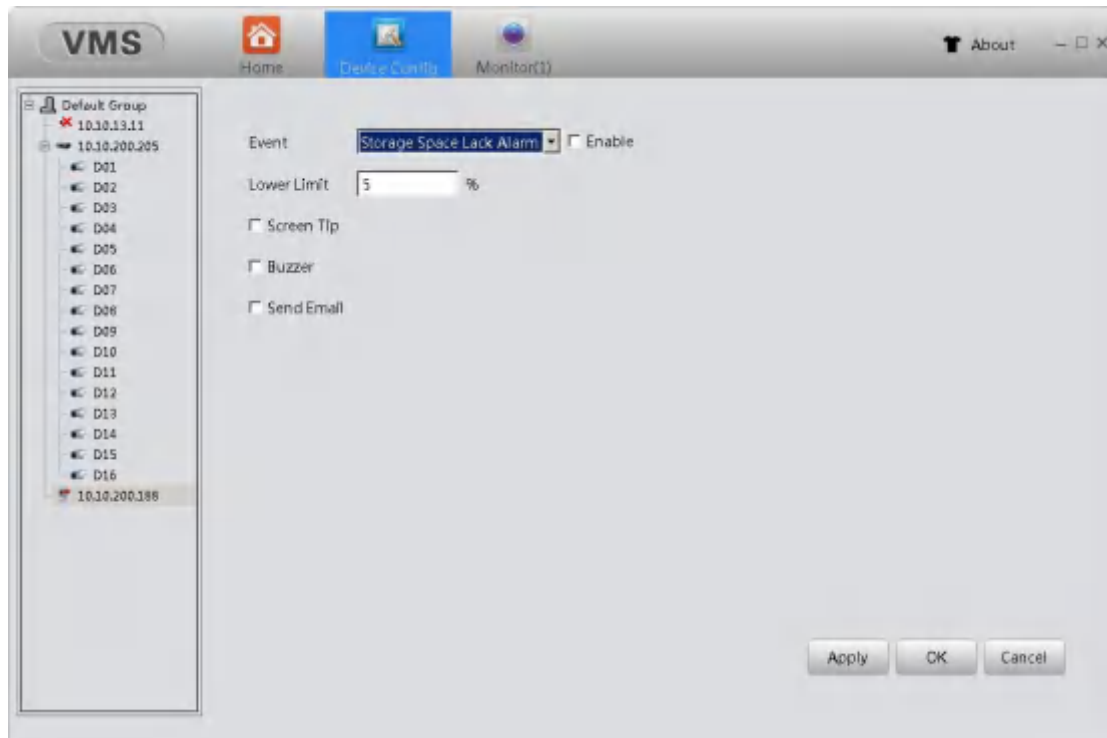 VMS
Home
Device Config
Monitor(1)
About
Default Group
10.10.13.11
10.10.200.205
D01
D02
D03
D04
D05
D06
D07
D08
D09
D10
D11
D12
D13
D14
D15
D16
10.10.200.188
Event Storage Space Lack Alarm Enable
Lower Limit 5 %
Screen Tip
Buzzer
Send Email
Apply OK Cancel